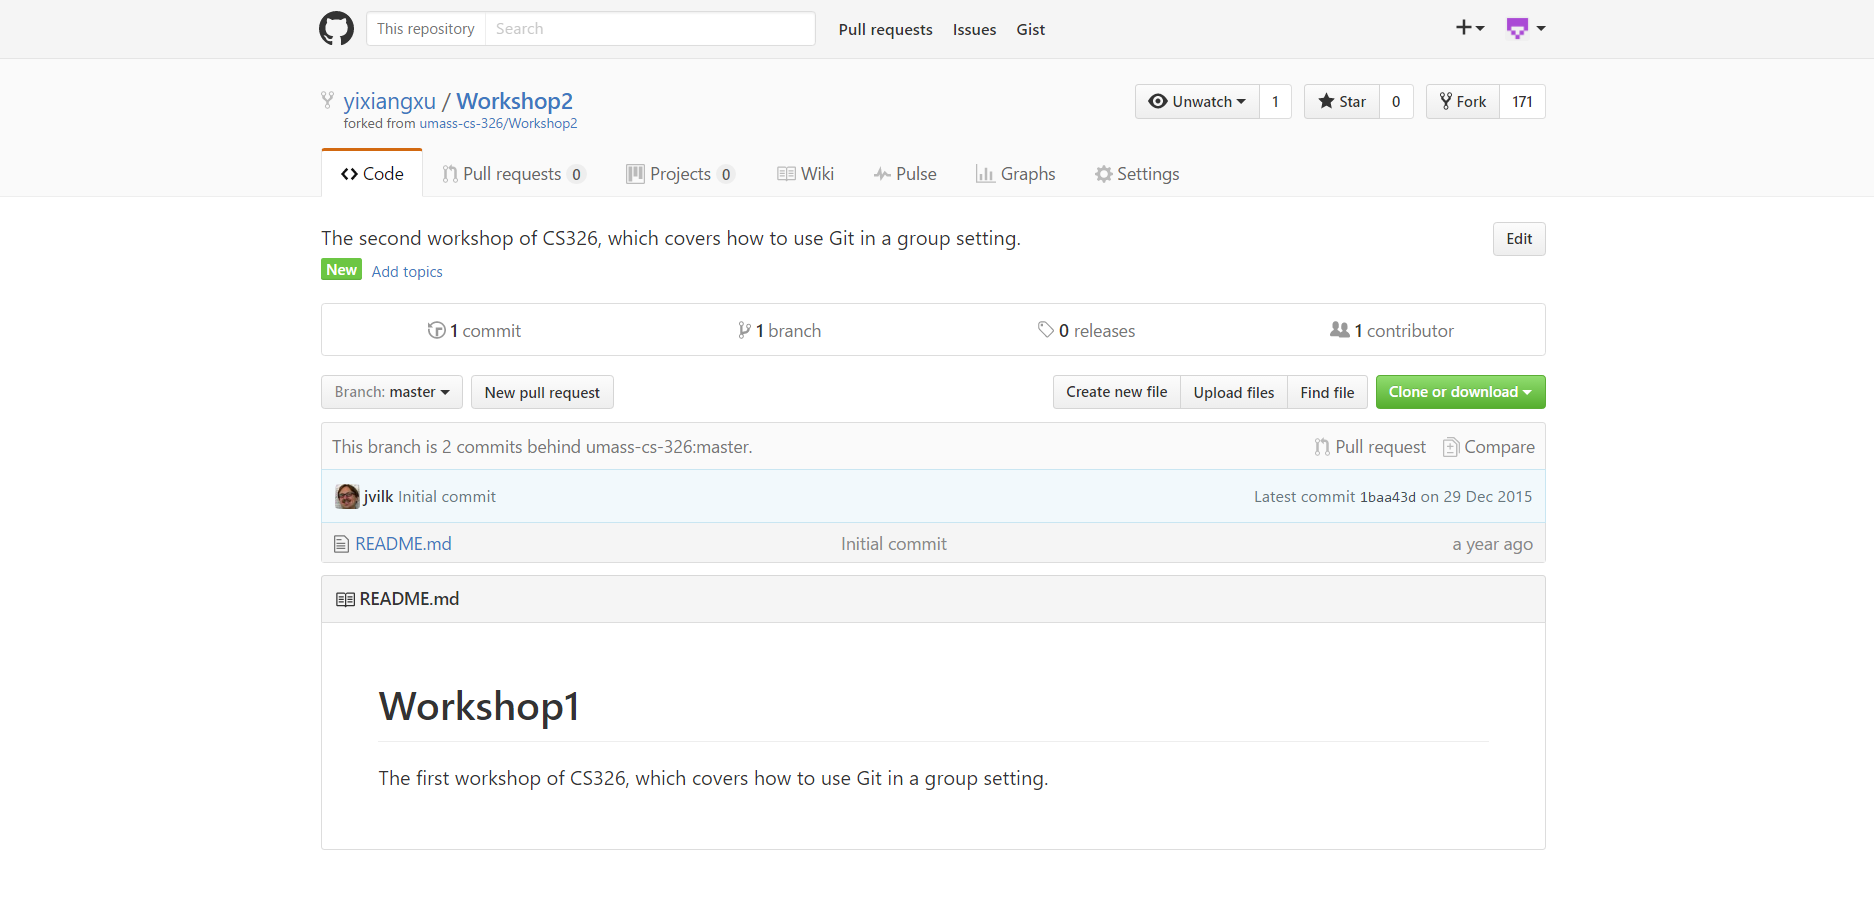 This repository Search Pull requests Issues Gist
yixiangxu / Workshop2 Unwatch 1 Star 0 Fork 171
forked from umass-cs-326/Workshop2
Code Pull requests 0 Projects 0 Wiki Pulse Graphs Settings
The second workshop of CS326, which covers how to use Git in a group setting. Edit
New Add topics
1 commit 1 branch 0 releases 1 contributor
Branch: master New pull request Create new file Upload files Find file Clone or download
This branch is 2 commits behind umass-cs-326:master. Pull request Compare
jvilk Initial commit Latest commit 1baa43d on 29 Dec 2015
README.md Initial commit a year ago
README.md
Workshop1
The first workshop of CS326, which covers how to use Git in a group setting.